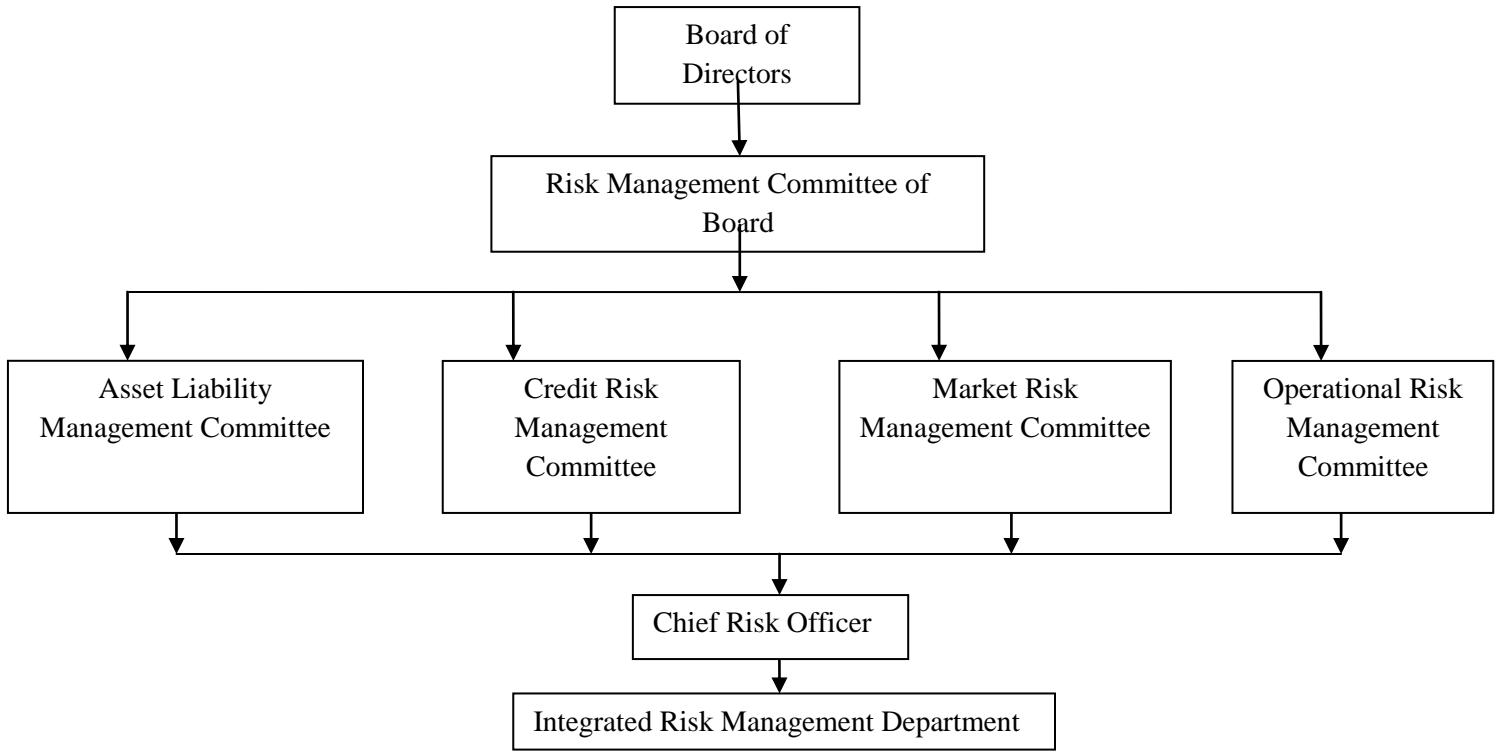 Board of
Directors
Risk Management Committee of
Board
Asset Liability
Management Committee
Credit Risk
Management
Committee
Market Risk
Management Committee
Operational Risk
Management
Committee
Chief Risk Officer
Integrated Risk Management Department